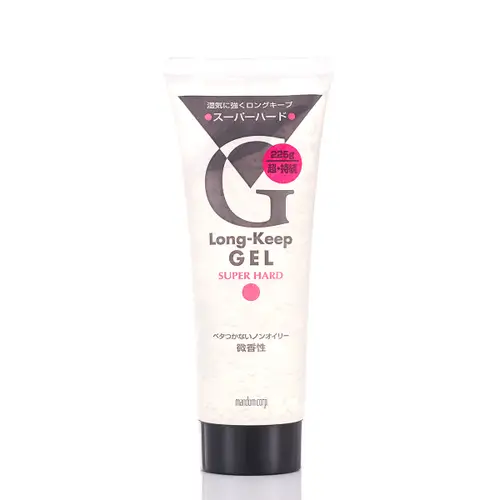 湿気に強くロングキープ
スーパーハード
G
225g
超・持続
Long-Keep
GEL
SUPER HARD
ベタつかないノンオイリー
微香性
mandom corp.